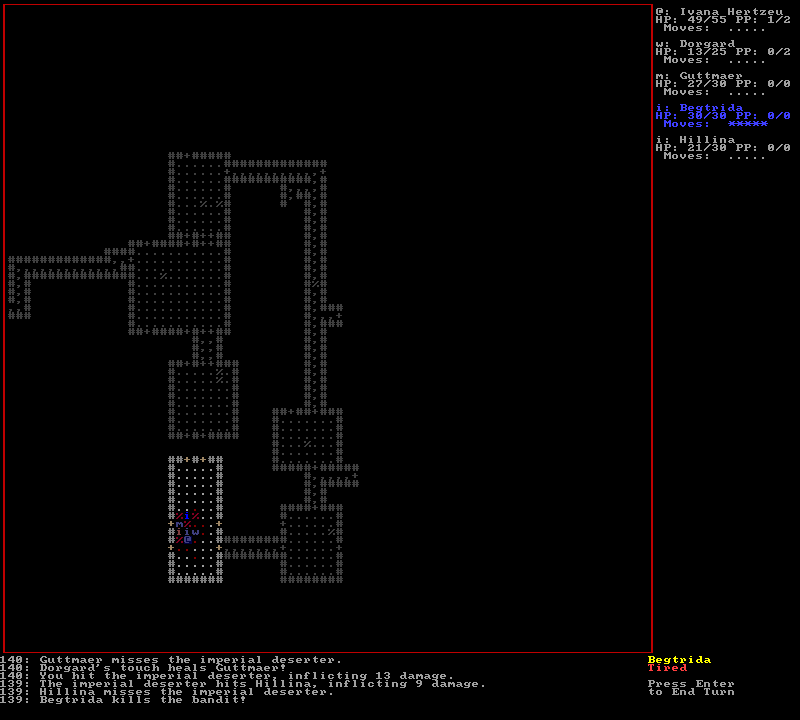 @: Ivana Hertzeu
HP: 49/55 PP: 1/2
Moves: .....
w: Dorgard
HP: 13/25 PP: 0/2
Moves: .....
m: Guttmaer
HP: 27/30 PP: 0/0
Moves: .....
i: Begtrida
HP: 30/30 PP: 0/0
Moves: *****
i: Hillina
HP: 21/30 PP: 0/0
Moves: .....
140: Guttmaer misses the imperial deserter.
140: Dorgard's touch heals Guttmaer!
140: You hit the imperial deserter, inflicting 13 damage.
139: The imperial deserter hits Hillina, inflicting 9 damage.
139: Hillina misses the imperial deserter.
139: Begtrida kills the bandit!
Begtrida
Tired
Press Enter
to End Turn